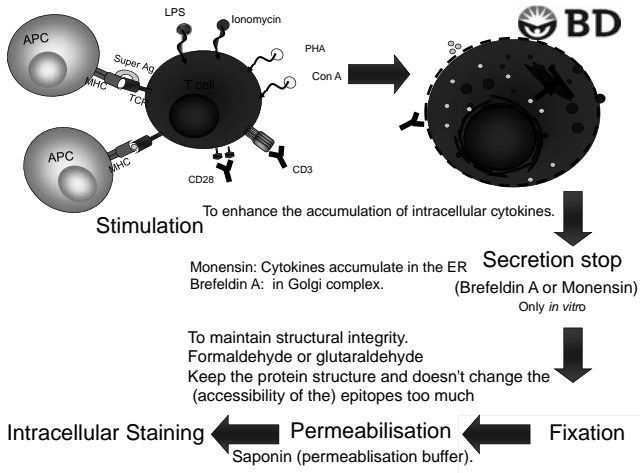 LPS
Ionomycin
BD
APC
Super Ag
MHC
TCR
T cell
PHA
Con A
APC
MHC
CD28
CD3
Stimulation
To enhance the accumulation of intracellular cytokines.
Monensin: Cytokines accumulate in the ER
Brefeldin A: in Golgi complex.
Secretion stop
(Brefeldin A or Monensin)
Only in vitro
To maintain structural integrity.
Formaldehyde or glutaraldehyde
Keep the protein structure and doesn't change the
(accessibility of the) epitopes too much
Intracellular Staining
Permeabilisation
Fixation
Saponin (permeablisation buffer).